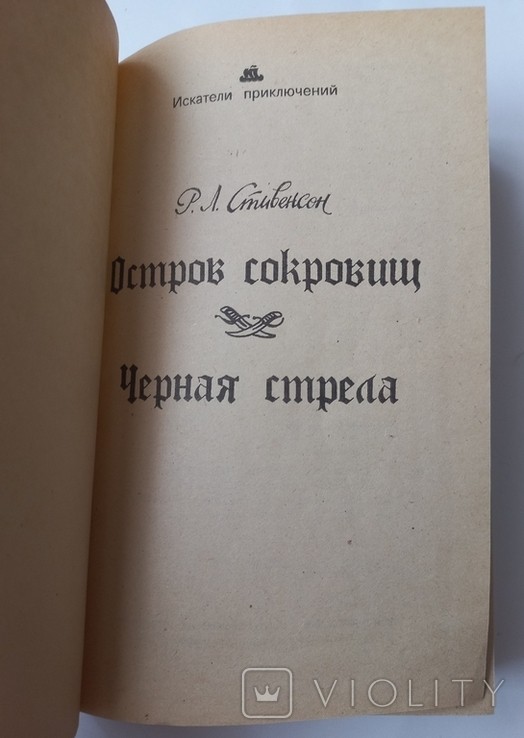 Искатели приключений
Р. Л. Стивенсон
Остров сокровищ
Черная стрела
VIOLITY